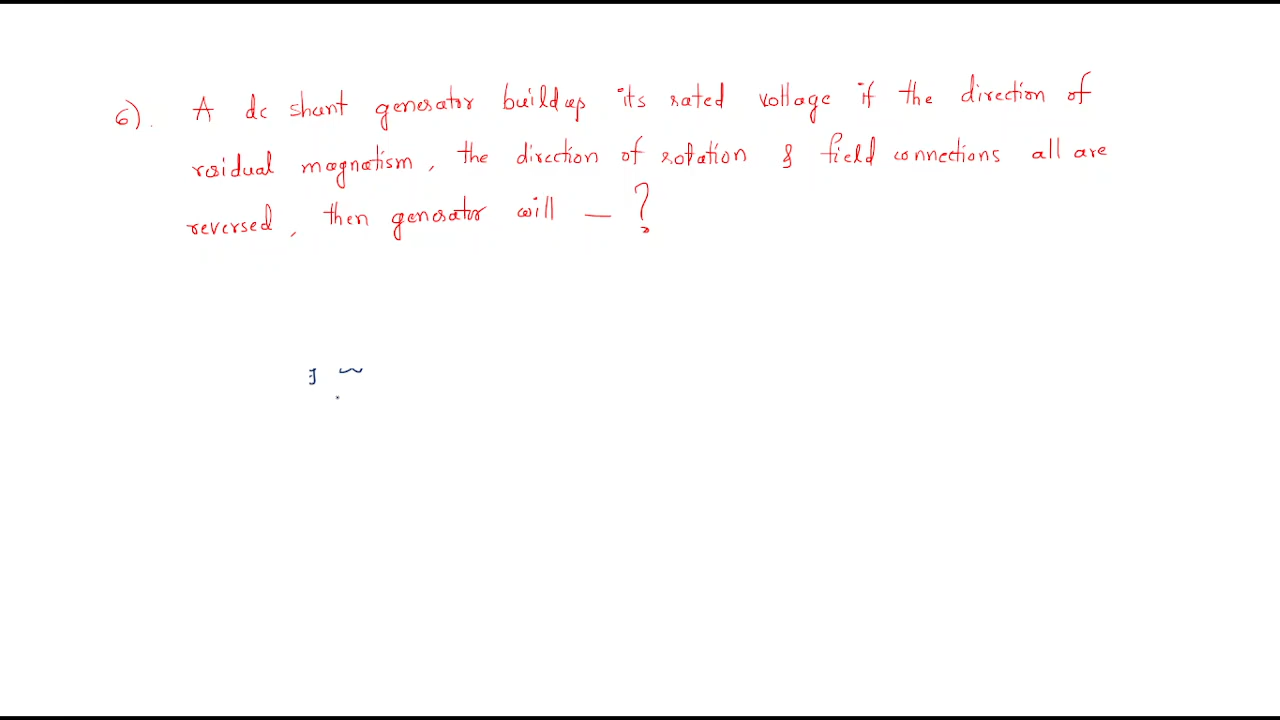 6). A dc shunt generator buildup its rated voltage if the direction of
residual magnatism, the direction of rotation & field connections all are
reversed, then generator will — ?